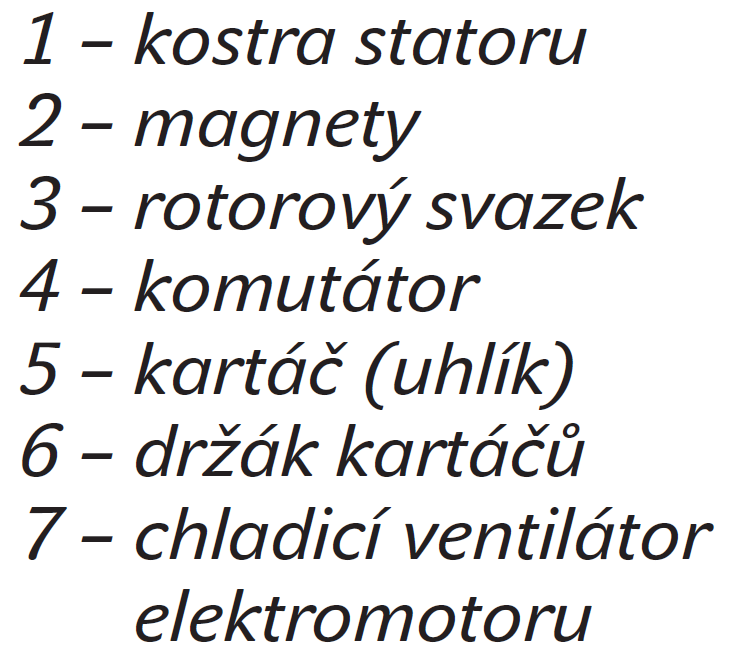 1 – kostra statoru
2 – magnety
3 – rotorový svazek
4 – komutátor
5 – kartáč (uhlík)
6 – držák kartáčů
7 – chladicí ventilátor
elektromotoru